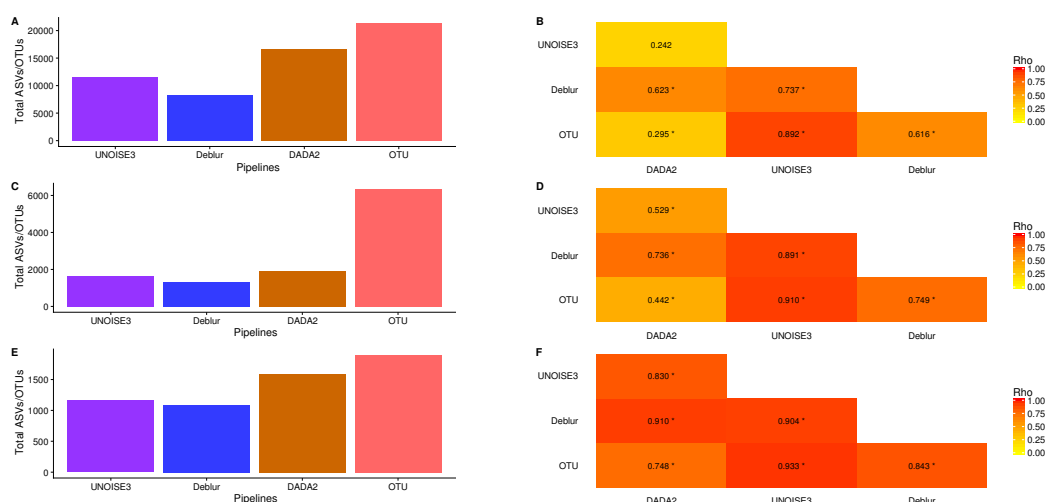 A
Total ASVs/OTUs
20000
15000
10000
5000
0
UNOISE3 Deblur DADA2 OTU
Pipelines
B
UNOISE3 0.242
Deblur 0.623 * 0.737 *
OTU 0.295 * 0.892 * 0.616 *
DADA2 UNOISE3 Deblur
Rho
1.00
0.75
0.50
0.25
0.00
C
Total ASVs/OTUs
6000
4000
2000
0
UNOISE3 Deblur DADA2 OTU
Pipelines
D
UNOISE3 0.529 *
Deblur 0.736 * 0.891 *
OTU 0.442 * 0.910 * 0.749 *
DADA2 UNOISE3 Deblur
Rho
1.00
0.75
0.50
0.25
0.00
E
Total ASVs/OTUs
1500
1000
500
0
UNOISE3 Deblur DADA2 OTU
Pipelines
F
UNOISE3 0.830 *
Deblur 0.910 * 0.904 *
OTU 0.748 * 0.933 * 0.843 *
DADA2 UNOISE3 Deblur
Rho
1.00
0.75
0.50
0.25
0.00